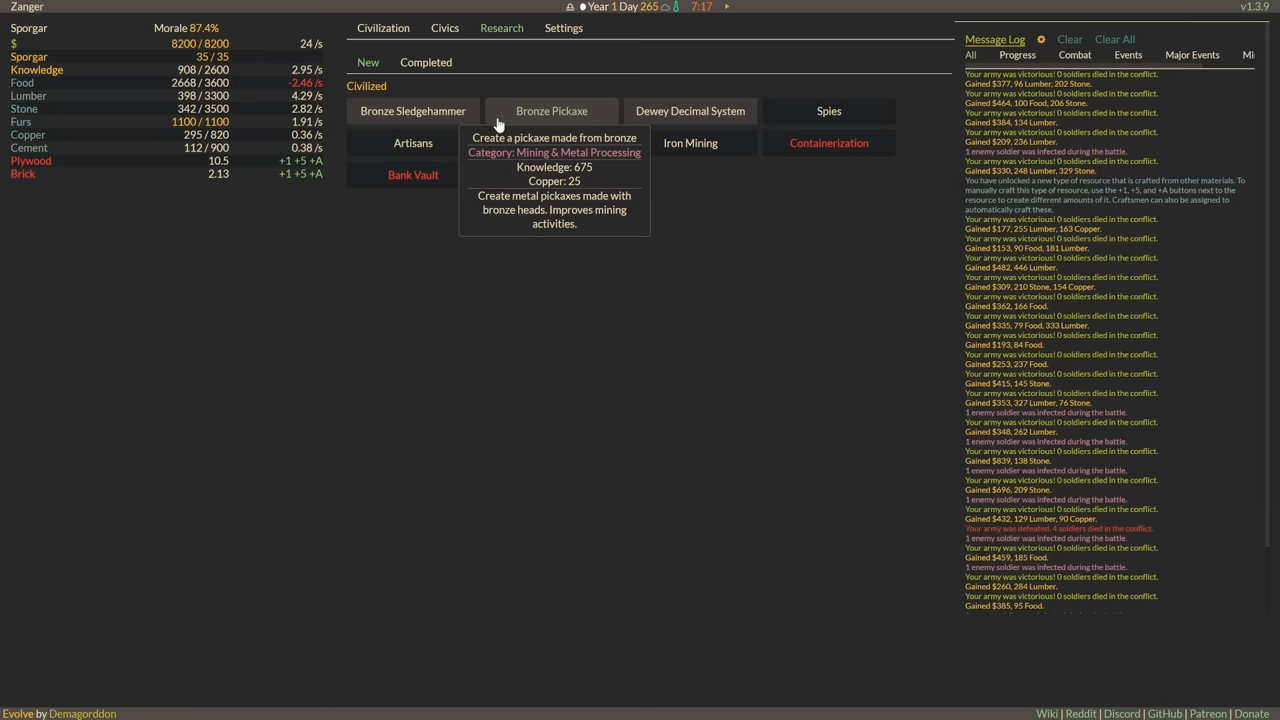 Zanger
Year 1 Day 265
7:17
v1.3.9
Sporgar
Morale 87.4%
$ 8200 / 8200 24 /s
Sporgar 35 / 35
Knowledge 908 / 2600 2.95 /s
Food 2668 / 3600 -2.46 /s
Lumber 398 / 3300 4.29 /s
Stone 342 / 3500 2.82 /s
Furs 1100 / 1100 1.91 /s
Copper 295 / 820 0.36 /s
Cement 112 / 900 0.38 /s
Plywood 10.5 +1 +5 +A
Brick 2.13 +1 +5 +A
Civilization Civics Research Settings
New Completed
Civilized
Bronze Sledgehammer Bronze Pickaxe Dewey Decimal System Spies
Artisans Iron Mining Containerization
Bank Vault
Create a pickaxe made from bronze
Category: Mining & Metal Processing
Knowledge: 675
Copper: 25
Create metal pickaxes made with
bronze heads. Improves mining
activities.
Message Log Clear Clear All
All Progress Combat Events Major Events Mi
Your army was victorious! 0 soldiers died in the conflict.
Gained $377, 96 Lumber, 202 Stone.
Your army was victorious! 0 soldiers died in the conflict.
Gained $464, 100 Food, 206 Stone.
Your army was victorious! 0 soldiers died in the conflict.
Gained $384, 134 Lumber.
Your army was victorious! 0 soldiers died in the conflict.
Gained $209, 236 Lumber.
1 enemy soldier was infected during the battle.
Your army was victorious! 0 soldiers died in the conflict.
Gained $330, 248 Lumber, 329 Stone.
You have unlocked a new type of resource that is crafted from other materials. To
manually craft this type of resource, use the +1, +5, and +A buttons next to the
resource to create different amounts of it. Craftsmen can also be assigned to
automatically craft these.
Your army was victorious! 0 soldiers died in the conflict.
Gained $177, 255 Lumber, 163 Copper.
Your army was victorious! 0 soldiers died in the conflict.
Gained $153, 90 Food, 181 Lumber.
Your army was victorious! 0 soldiers died in the conflict.
Gained $482, 446 Lumber.
Your army was victorious! 0 soldiers died in the conflict.
Gained $309, 210 Stone, 154 Copper.
Your army was victorious! 0 soldiers died in the conflict.
Gained $362, 166 Food.
Your army was victorious! 0 soldiers died in the conflict.
Gained $335, 79 Food, 333 Lumber.
Your army was victorious! 0 soldiers died in the conflict.
Gained $193, 84 Food.
Your army was victorious! 0 soldiers died in the conflict.
Gained $253, 237 Food.
Your army was victorious! 0 soldiers died in the conflict.
Gained $415, 145 Stone.
Your army was victorious! 0 soldiers died in the conflict.
Gained $353, 327 Lumber, 76 Stone.
1 enemy soldier was infected during the battle.
Your army was victorious! 0 soldiers died in the conflict.
Gained $348, 262 Lumber.
1 enemy soldier was infected during the battle.
Your army was victorious! 0 soldiers died in the conflict.
Gained $839, 138 Stone.
1 enemy soldier was infected during the battle.
Your army was victorious! 0 soldiers died in the conflict.
Gained $696, 209 Stone.
1 enemy soldier was infected during the battle.
Your army was victorious! 0 soldiers died in the conflict.
Gained $432, 129 Lumber, 90 Copper.
Your army was defeated. 4 soldiers died in the conflict.
1 enemy soldier was infected during the battle.
Your army was victorious! 0 soldiers died in the conflict.
Gained $459, 185 Food.
1 enemy soldier was infected during the battle.
Your army was victorious! 0 soldiers died in the conflict.
Gained $260, 284 Lumber.
Your army was victorious! 0 soldiers died in the conflict.
Gained $385, 95 Food.
Evolve by Demagorddon
Wiki | Reddit | Discord | GitHub | Patreon | Donate